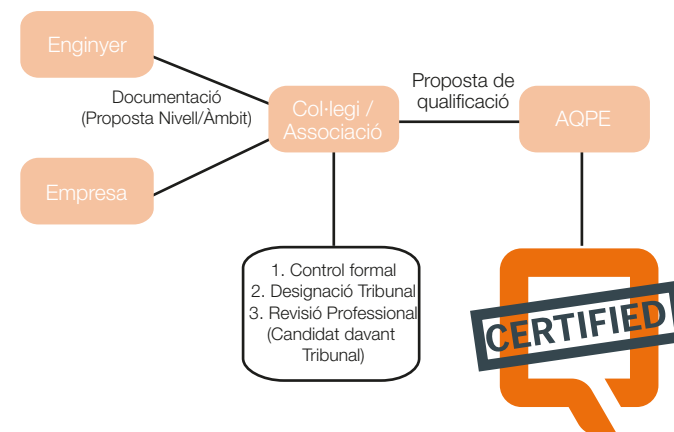 Enginyer
Documentació
(Proposta Nivell/Àmbit)
Empresa
Col·legi /
Associació
Proposta de
qualificació
AQPE
1. Control formal
2. Designació Tribunal
3. Revisió Professional
(Candidat davant
Tribunal)
CERTIFIED